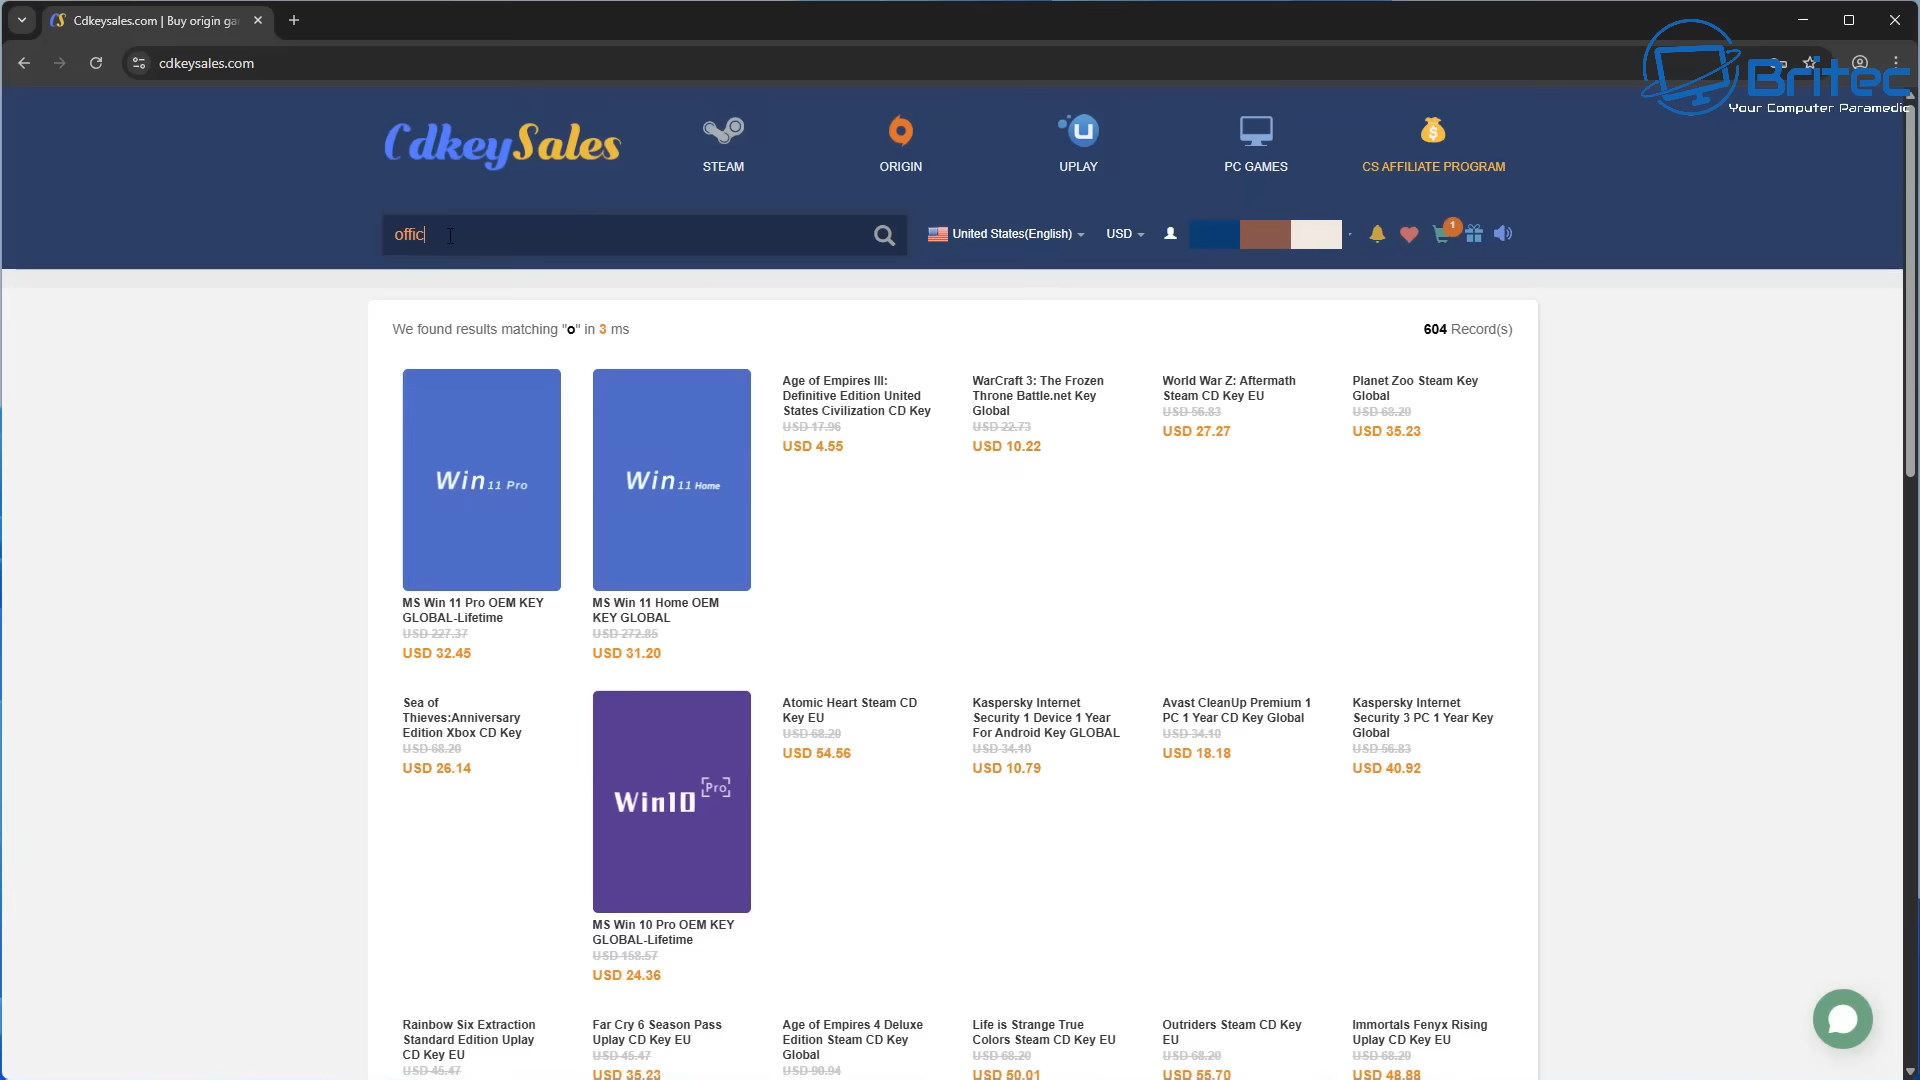 Cdkeysales.com | Buy origin ga
cdkeysales.com
Britec
Your Computer Paramedic
CdkeySales
STEAM
ORIGIN
UPLAY
PC GAMES
CS AFFILIATE PROGRAM
offic
United States(English)
USD
1
We found results matching "o" in 3 ms
604 Record(s)
Win 11 Pro
MS Win 11 Pro OEM KEY
GLOBAL-Lifetime
USD 227.37
USD 32.45
Win 11 Home
MS Win 11 Home OEM
KEY GLOBAL
USD 272.85
USD 31.20
Age of Empires III:
Definitive Edition United
States Civilization CD Key
USD 17.96
USD 4.55
WarCraft 3: The Frozen
Throne Battle.net Key
Global
USD 22.73
USD 10.22
World War Z: Aftermath
Steam CD Key EU
USD 56.83
USD 27.27
Planet Zoo Steam Key
Global
USD 68.20
USD 35.23
Sea of
Thieves:Anniversary
Edition Xbox CD Key
USD 68.20
USD 26.14
Win10 Pro
MS Win 10 Pro OEM KEY
GLOBAL-Lifetime
USD 158.57
USD 24.36
Atomic Heart Steam CD
Key EU
USD 68.20
USD 54.56
Kaspersky Internet
Security 1 Device 1 Year
For Android Key GLOBAL
USD 34.10
USD 10.79
Avast CleanUp Premium 1
PC 1 Year CD Key Global
USD 34.10
USD 18.18
Kaspersky Internet
Security 3 PC 1 Year Key
Global
USD 56.83
USD 40.92
Rainbow Six Extraction
Standard Edition Uplay
CD Key EU
USD 45.47
Far Cry 6 Season Pass
Uplay CD Key EU
USD 45.47
USD 35.23
Age of Empires 4 Deluxe
Edition Steam CD Key
Global
USD 90.94
Life is Strange True
Colors Steam CD Key EU
USD 68.20
USD 50.01
Outriders Steam CD Key
EU
USD 68.20
USD 55.70
Immortals Fenyx Rising
Uplay CD Key EU
USD 68.20
USD 48.88